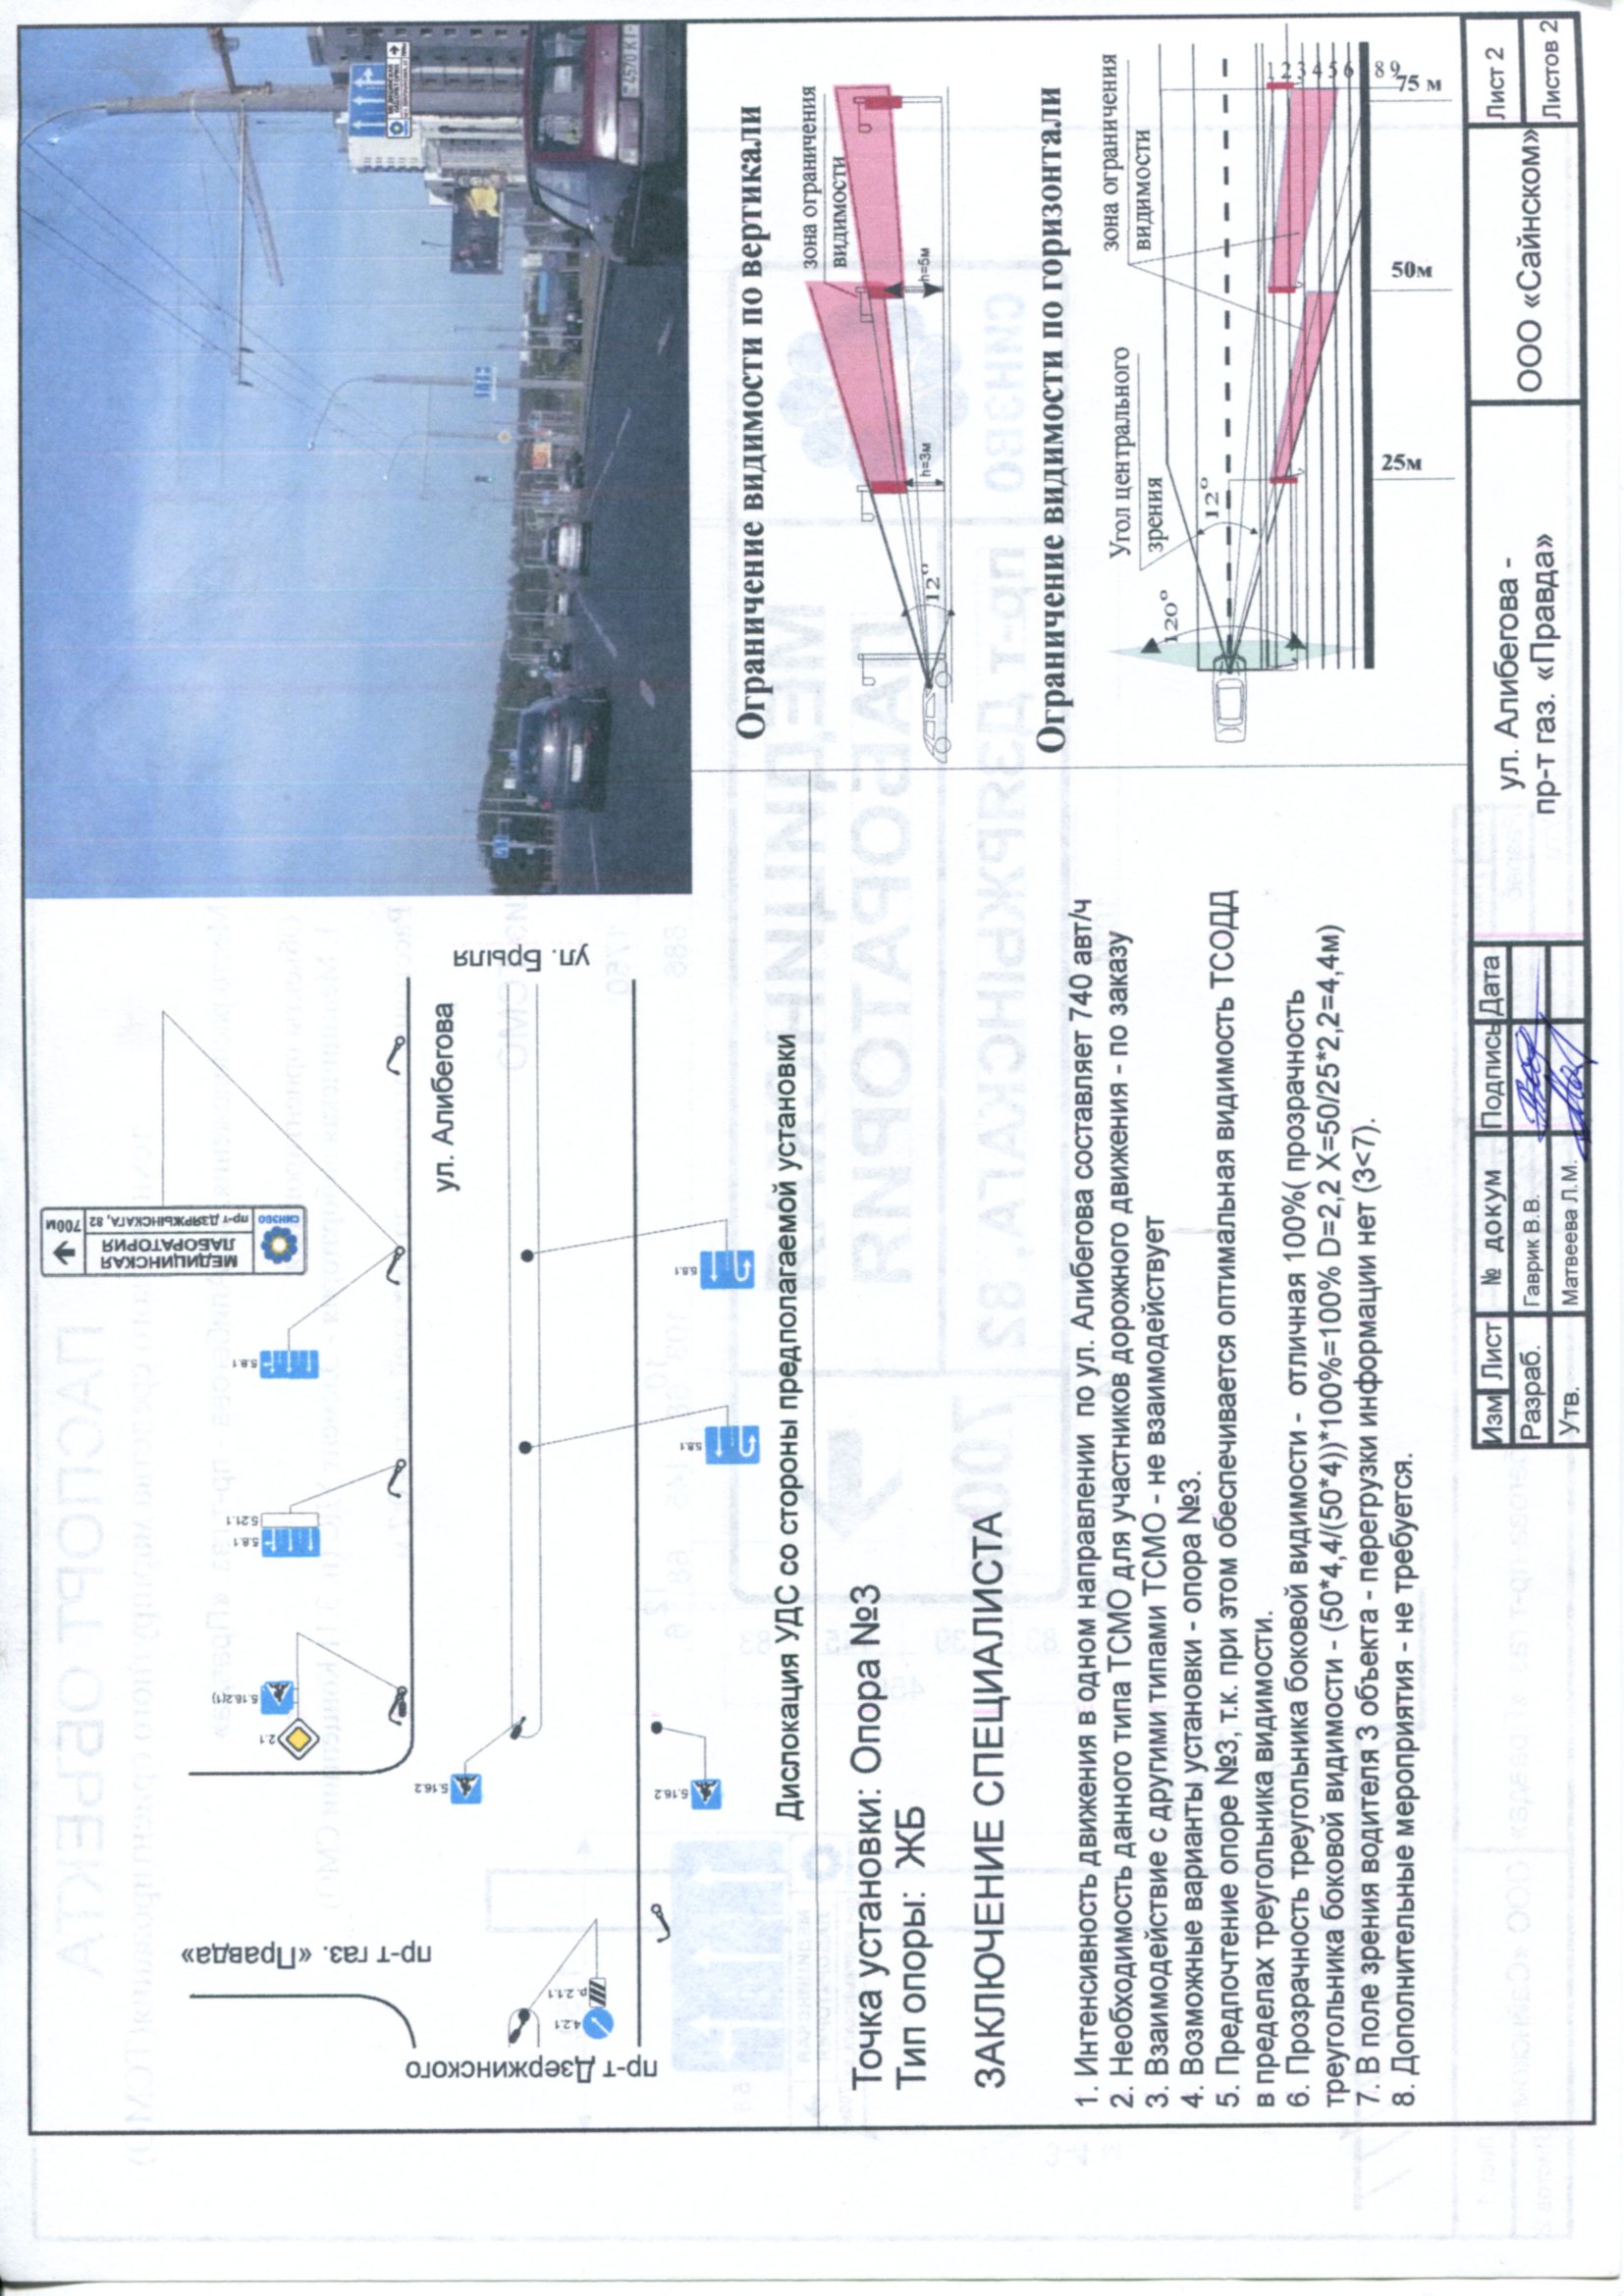 МЕДИЦИНСКАЯ
ЛАБОРАТОРИЯ
пр-т ДЗЯРЖЫНСКАГА, 82
700м
СИНЭВО
5.8.1
5.8.1
5.21.1
5.16.2(1)
2.1
пр-т газ. «Правда»
ул. Алибегова
ул. Брыля
5.16.2
5.16.2
5.8.1
5.8.1
р. 2.1.1
4.2.1
пр-т Дзержинского
Дислокация УДС со стороны предполагаемой установки
4570 KI-
Точка установки: Опора №3
Тип опоры: ЖБ
ЗАКЛЮЧЕНИЕ СПЕЦИАЛИСТА
1. Интенсивность движения в одном направлении по ул. Алибегова составляет 740 авт/ч
2. Необходимость данного типа ТСМО для участников дорожного движения - по заказу
3. Взаимодействие с другими типами ТСМО - не взаимодействует
4. Возможные варианты установки - опора №3.
5. Предпочтение опоре №3, т.к. при этом обеспечивается оптимальная видимость ТСОДД
в пределах треугольника видимости.
6. Прозрачность треугольника боковой видимости - отличная 100%( прозрачность
треугольника боковой видимости - (50*4,4/(50*4))*100%=100% D=2,2 X=50/25*2,2=4,4м)
7. В поле зрения водителя 3 объекта - перегрузки информации нет (3<7).
8. Дополнительные мероприятия - не требуется.
Ограничение видимости по вертикали
зона ограничения
видимости
12°
h=3м
h=5м
Ограничение видимости по горизонтали
Угол центрального
зрения
зона ограничения
видимости
120°
12°
1 2 3 4 5 6 8 9
25м
50м
75 м
Изм Лист № докум Подпись Дата
Разраб. Гаврик В.В.
Утв. Матвеева Л.М.
ул. Алибегова -
пр-т газ. «Правда»
ООО «Сайнском»
Лист 2
Листов 2